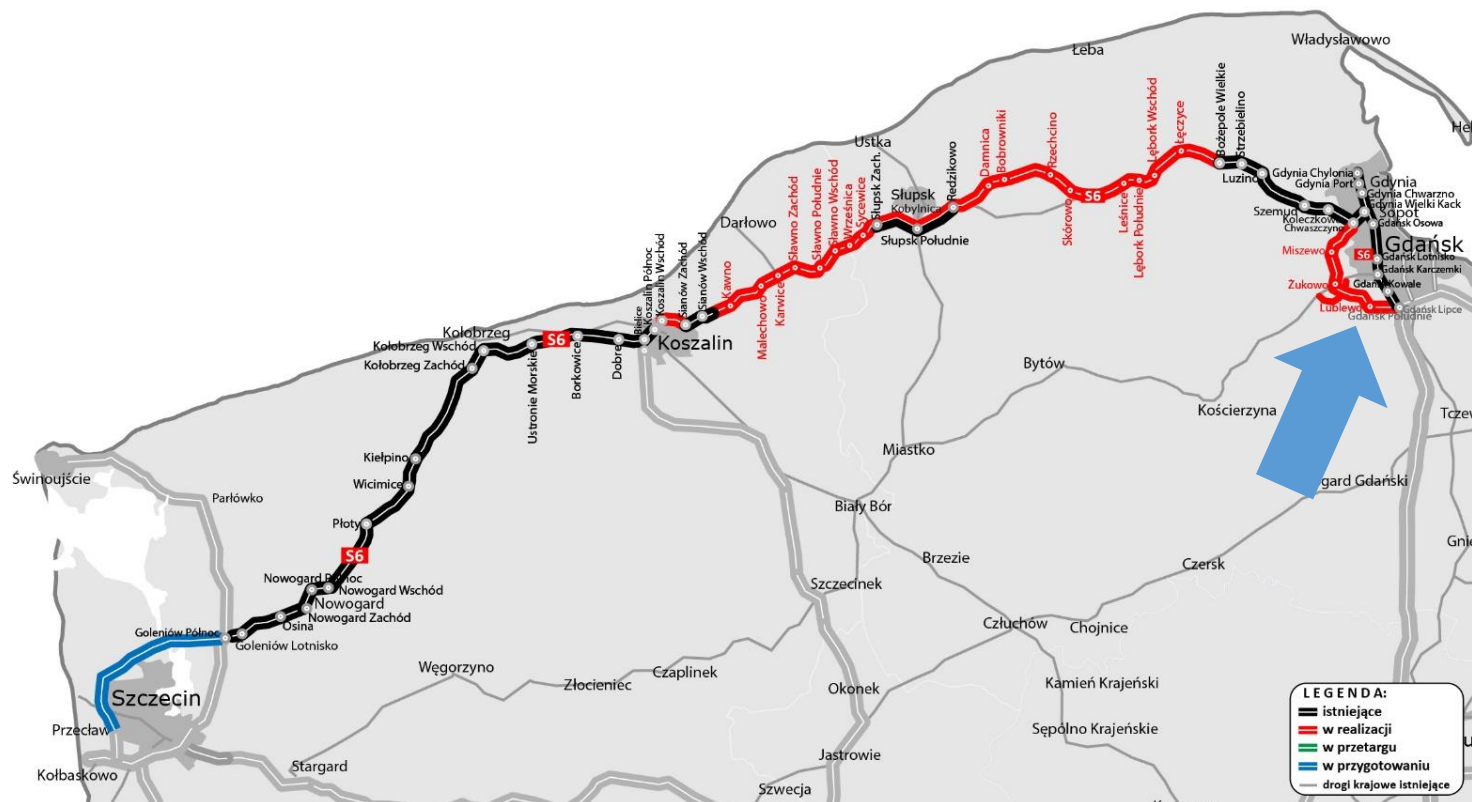 Władysławowo
Łeba
Hel
Ustka
Słupsk
Kobylnica
Darłowo
Damnica
Bobrowniki
Rzechcino
Skórowo
S6
Leśnice
Lębork Południe
Lębork Wschód
Łęczyce
Bożepole Wielkie
Strzebielino
Luzino
Szemud
Koleczkowo
Chwaszczyno
Gdynia Chylonia
Gdynia Port
Gdynia
Gdynia Chwarzno
Gdynia Wielki Kack
Sopot
Gdańsk Osowa
Gdańsk
S6
Gdańsk Lotnisko
Gdańsk Karczemki
Gdańsk Kowale
Gdańsk Lipce
Gdańsk Południe
Miszewo
Żukowo
Lublewo
Redzikowo
Słupsk Południe
Słupsk Zach.
Sycewice
Wrześnica
Sławno Wschód
Sławno Południe
Sławno Zachód
Karwice
Malechowo
Kawno
Sianów Wschód
Sianów Zachód
Koszalin Wschód
Koszalin Północ
Bielice
Koszalin
Dobre
Borkowice
S6
Ustronie Morskie
Kołobrzeg
Kołobrzeg Wschód
Kołobrzeg Zachód
Kiełpino
Wicimice
Płoty
S6
Nowogard Wschód
Nowogard
Nowogard Zachód
Osina
Goleniów Północ
Goleniów Lotnisko
Świnoujście
Parłówko
Szczecin
Przecław
Kołbaskowo
Stargard
Węgorzyno
Złocieniec
Czaplinek
Bytów
Kościerzyna
Miastko
Biały Bór
Brzezie
Czersk
Szczecinek
Człuchów
Chojnice
Okonek
Kamień Krajeński
Sępólno Krajeńskie
Jastrowie
Szwecja
ogard Gdański
Tczew
Gnie
LEGENDA:
istniejące
w realizacji
w przetargu
w przygotowaniu
drogi krajowe istniejące